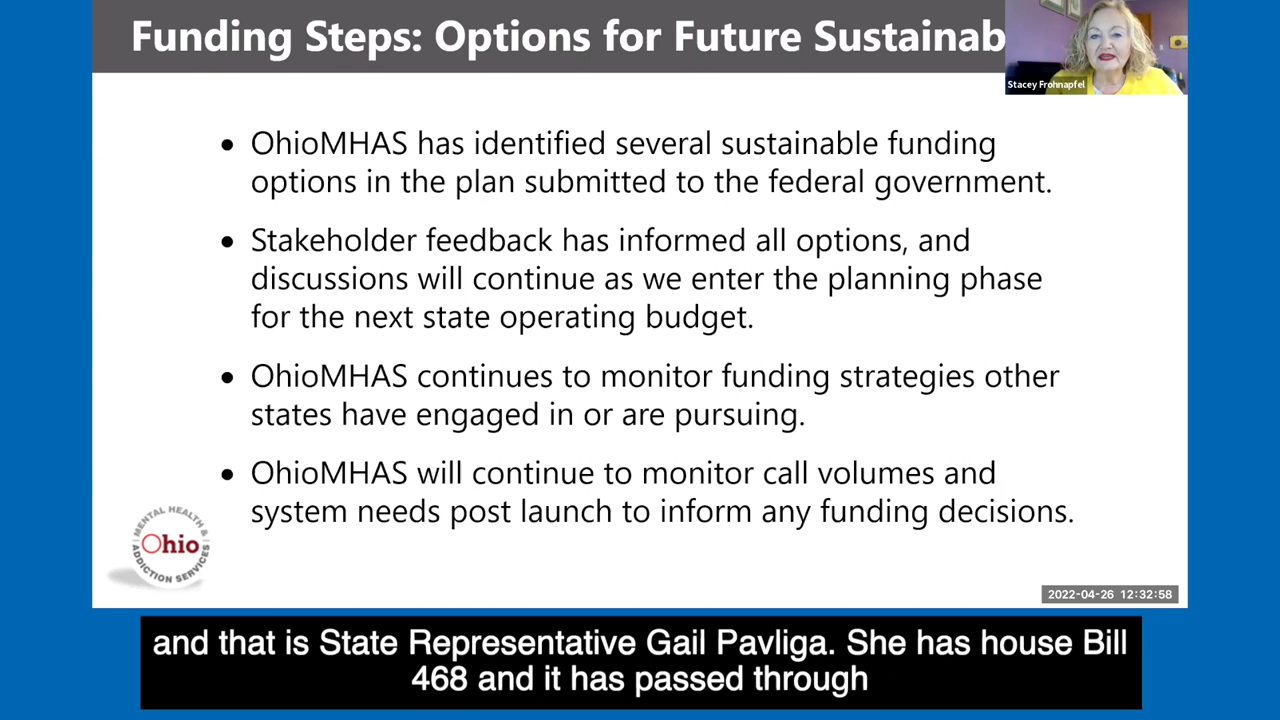 Funding Steps: Options for Future Sustainab
Stacey Frohnapfel
• OhioMHAS has identified several sustainable funding
options in the plan submitted to the federal government.
• Stakeholder feedback has informed all options, and
discussions will continue as we enter the planning phase
for the next state operating budget.
• OhioMHAS continues to monitor funding strategies other
states have engaged in or are pursuing.
• OhioMHAS will continue to monitor call volumes and
system needs post launch to inform any funding decisions.
MENTAL HEALTH &
Ohio
ADDICTION SERVICES
2022-04-26 12:32:58
and that is State Representative Gail Pavliga. She has house Bill
468 and it has passed through